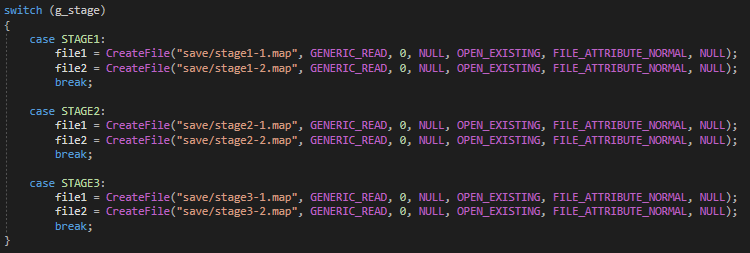 switch (g_stage)
{
    case STAGE1:
        file1 = CreateFile("save/stage1-1.map", GENERIC_READ, 0, NULL, OPEN_EXISTING, FILE_ATTRIBUTE_NORMAL, NULL);
        file2 = CreateFile("save/stage1-2.map", GENERIC_READ, 0, NULL, OPEN_EXISTING, FILE_ATTRIBUTE_NORMAL, NULL);
        break;

    case STAGE2:
        file1 = CreateFile("save/stage2-1.map", GENERIC_READ, 0, NULL, OPEN_EXISTING, FILE_ATTRIBUTE_NORMAL, NULL);
        file2 = CreateFile("save/stage2-2.map", GENERIC_READ, 0, NULL, OPEN_EXISTING, FILE_ATTRIBUTE_NORMAL, NULL);
        break;

    case STAGE3:
        file1 = CreateFile("save/stage3-1.map", GENERIC_READ, 0, NULL, OPEN_EXISTING, FILE_ATTRIBUTE_NORMAL, NULL);
        file2 = CreateFile("save/stage3-2.map", GENERIC_READ, 0, NULL, OPEN_EXISTING, FILE_ATTRIBUTE_NORMAL, NULL);
        break;
}